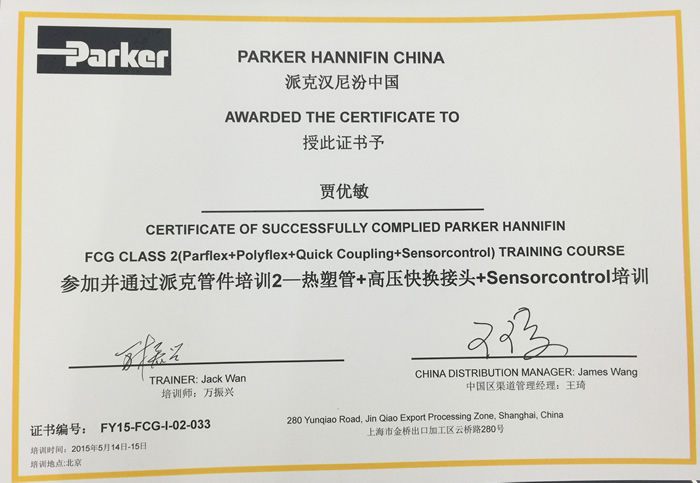 Parker
PARKER HANNIFIN CHINA
派克汉尼汾中国
AWARDED THE CERTIFICATE TO
授此证书予
贾优敏
CERTIFICATE OF SUCCESSFULLY COMPLIED PARKER HANNIFIN
FCG CLASS 2(Parflex+Polyflex+Quick Coupling+Sensorcontrol) TRAINING COURSE
参加并通过派克管件培训2—热塑管+高压快换接头+Sensorcontrol培训
TRAINER: Jack Wan
培训师：万振兴
CHINA DISTRIBUTION MANAGER: James Wang
中国区渠道管理经理：王琦
证书编号： FY15-FCG-I-02-033
280 Yunqiao Road, Jin Qiao Export Processing Zone, Shanghai, China
上海市金桥出口加工区云桥路280号
培训时间：2015年5月14日-15日
培训地点:北京